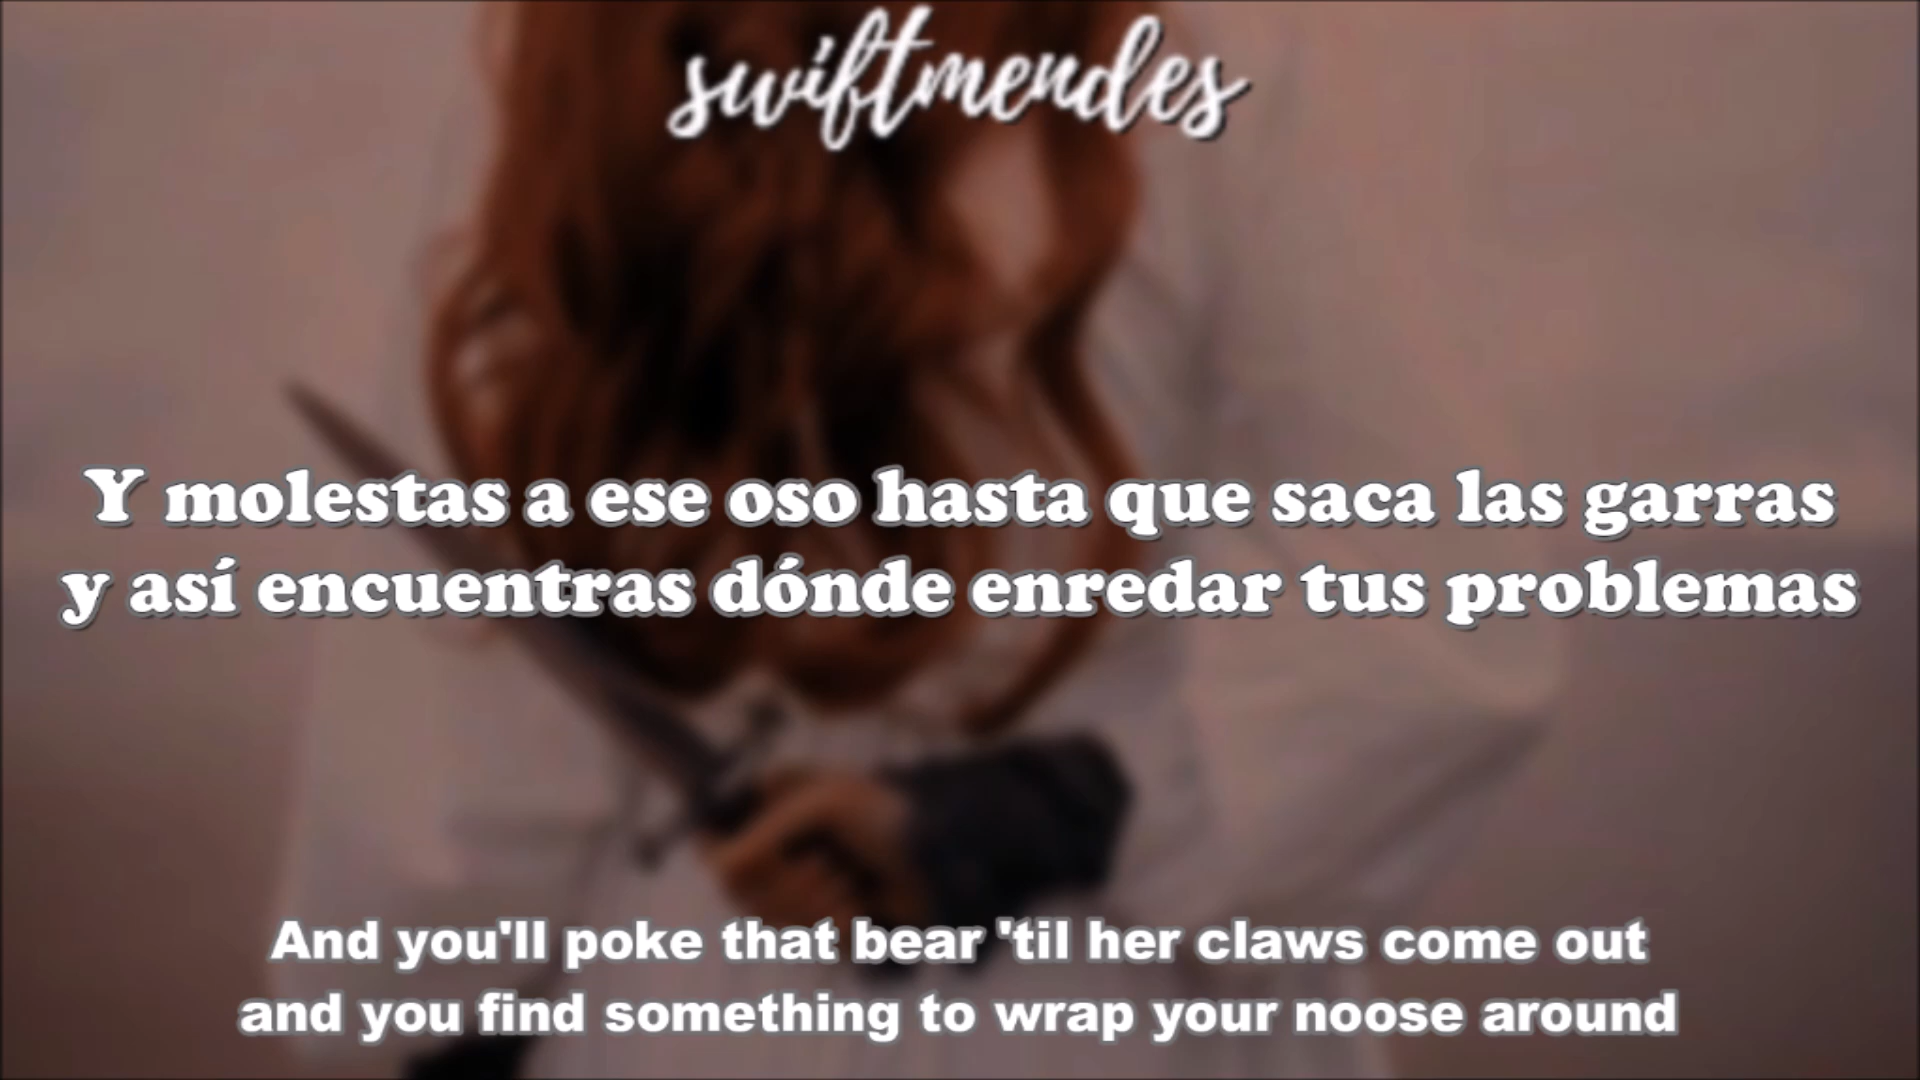 swiftmendes
Y molestas a ese oso hasta que saca las garras
y así encuentras dónde enredar tus problemas
And you'll poke that bear 'til her claws come out
and you find something to wrap your noose around